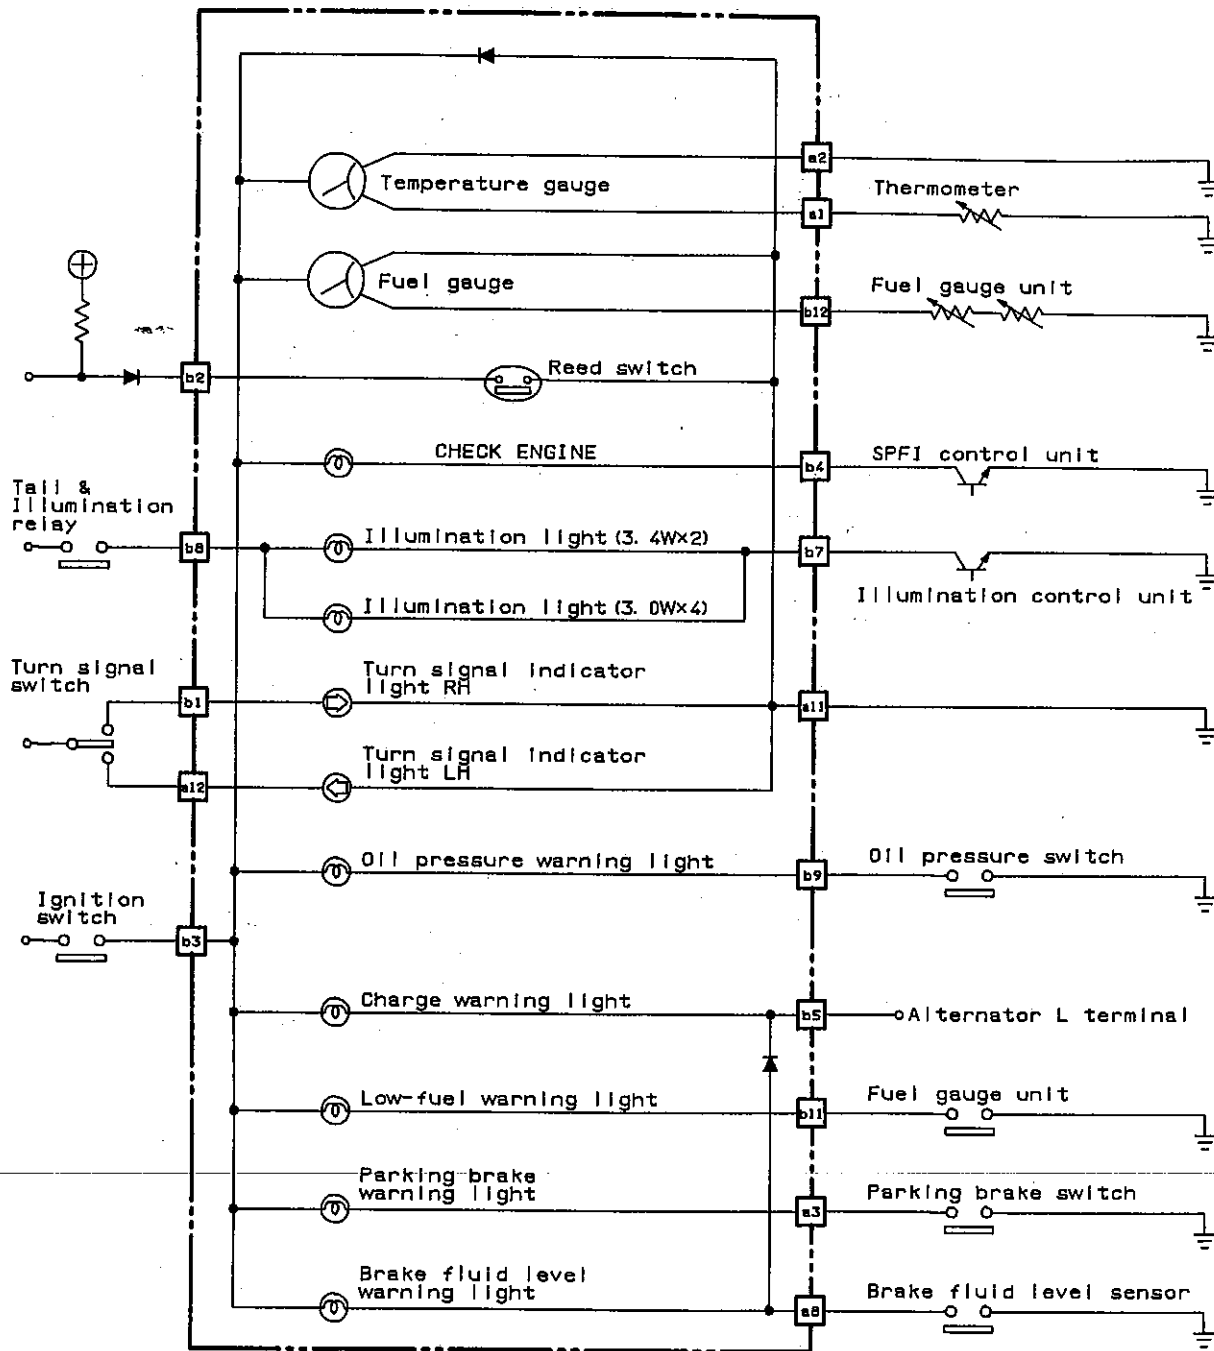 a2
Temperature gauge
Thermometer
a1
Fuel gauge
Fuel gauge unit
b12
Reed switch
b2
CHECK ENGINE
SPFI control unit
b4
Tail &
Illumination
relay
b8
Illumination light (3. 4W×2)
b7
Illumination light (3. 0W×4)
Illumination control unit
Turn signal
switch
Turn signal indicator
light RH
b1
a11
Turn signal indicator
light LH
a12
Oil pressure warning light
Oil pressure switch
b9
Ignition
switch
b3
Charge warning light
b5
Alternator L terminal
Low-fuel warning light
Fuel gauge unit
b11
Parking brake
warning light
Parking brake switch
a3
Brake fluid level
warning light
Brake fluid level sensor
a8